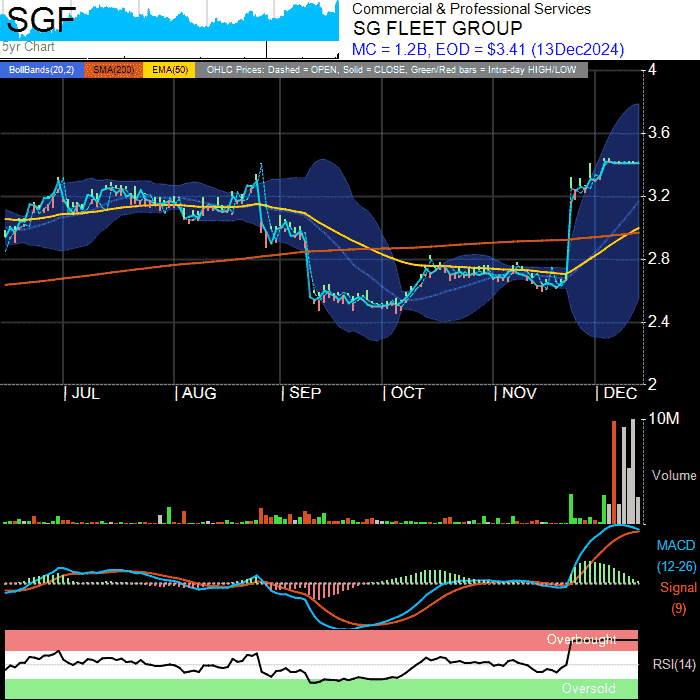 SGF
5yr Chart
Commercial & Professional Services
SG FLEET GROUP
MC = 1.2B, EOD = $3.41 (13Dec2024)
BollBands(20,2) SMA(200) EMA(50) OHLC Prices: Dashed = OPEN, Solid = CLOSE, Green/Red bars = Intra-day HIGH/LOW
4
3.6
3.2
2.8
2.4
2
| JUL | AUG | SEP | OCT | NOV | DEC
10M
Volume
MACD
(12-26)
Signal
(9)
Overbought
RSI(14)
Oversold